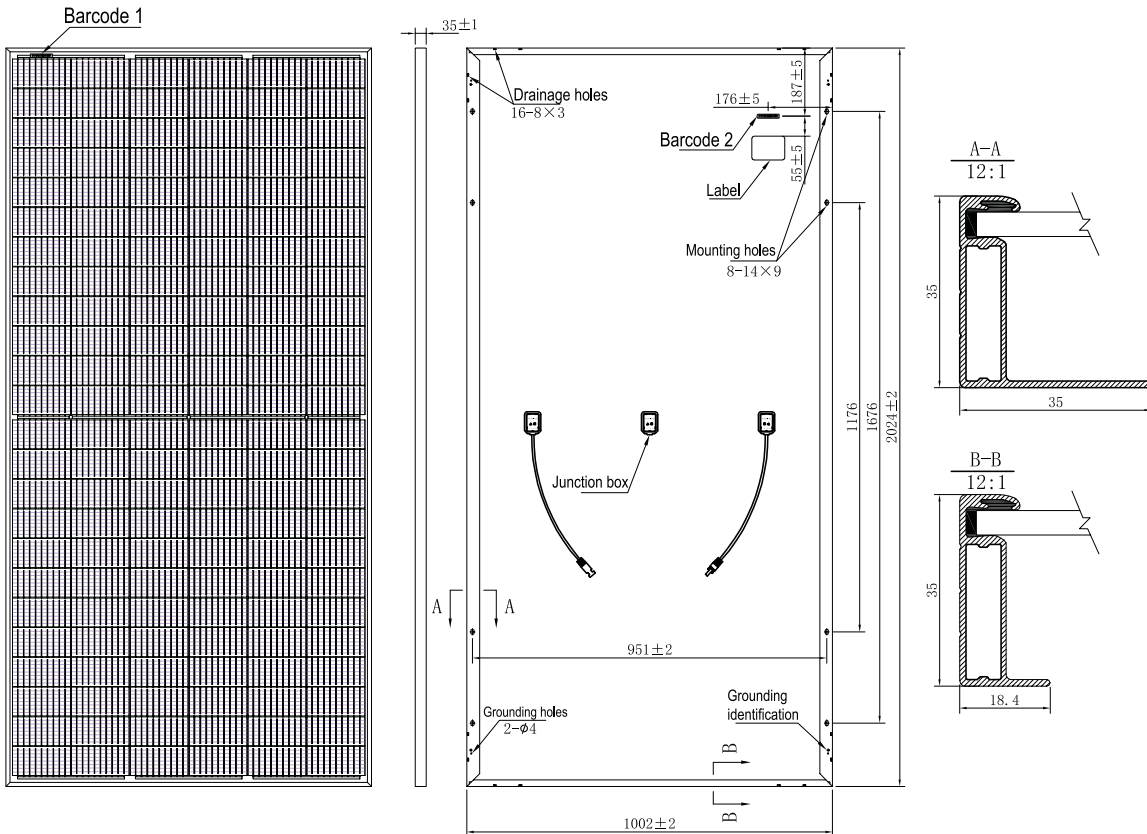 Barcode 1
35±1
Drainage holes
16-8×3
176±5
187±5
Barcode 2
55±5
Label
Mounting holes
8-14×9
1176
1676
2024±2
Junction box
A
A
951±2
Grounding holes
2-φ4
Grounding
identification
B
B
1002±2
A-A
12:1
35
35
B-B
12:1
35
18.4